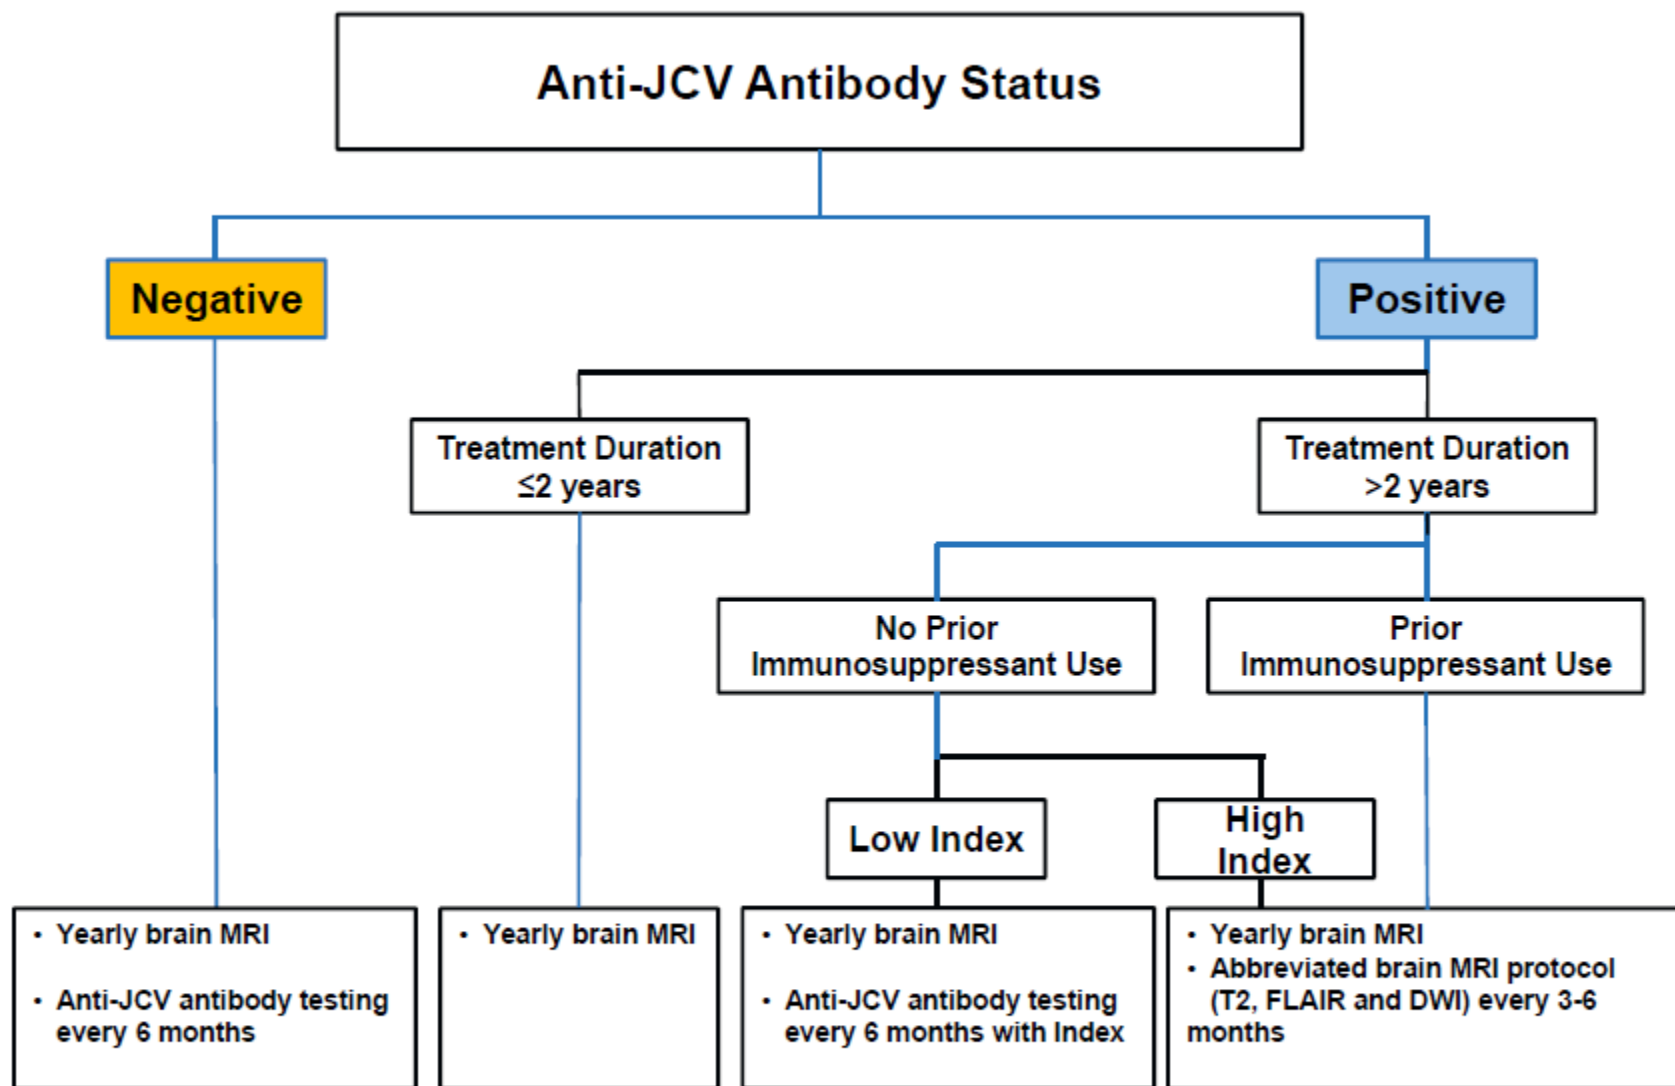 Anti-JCV Antibody Status
Negative
Positive
Treatment Duration
≤2 years
Treatment Duration
>2 years
No Prior
Immunosuppressant Use
Prior
Immunosuppressant Use
Low Index
High
Index
• Yearly brain MRI
• Anti-JCV antibody testing
every 6 months
• Yearly brain MRI
• Yearly brain MRI
• Anti-JCV antibody testing
every 6 months with Index
• Yearly brain MRI
• Abbreviated brain MRI protocol
(T2, FLAIR and DWI) every 3-6
months